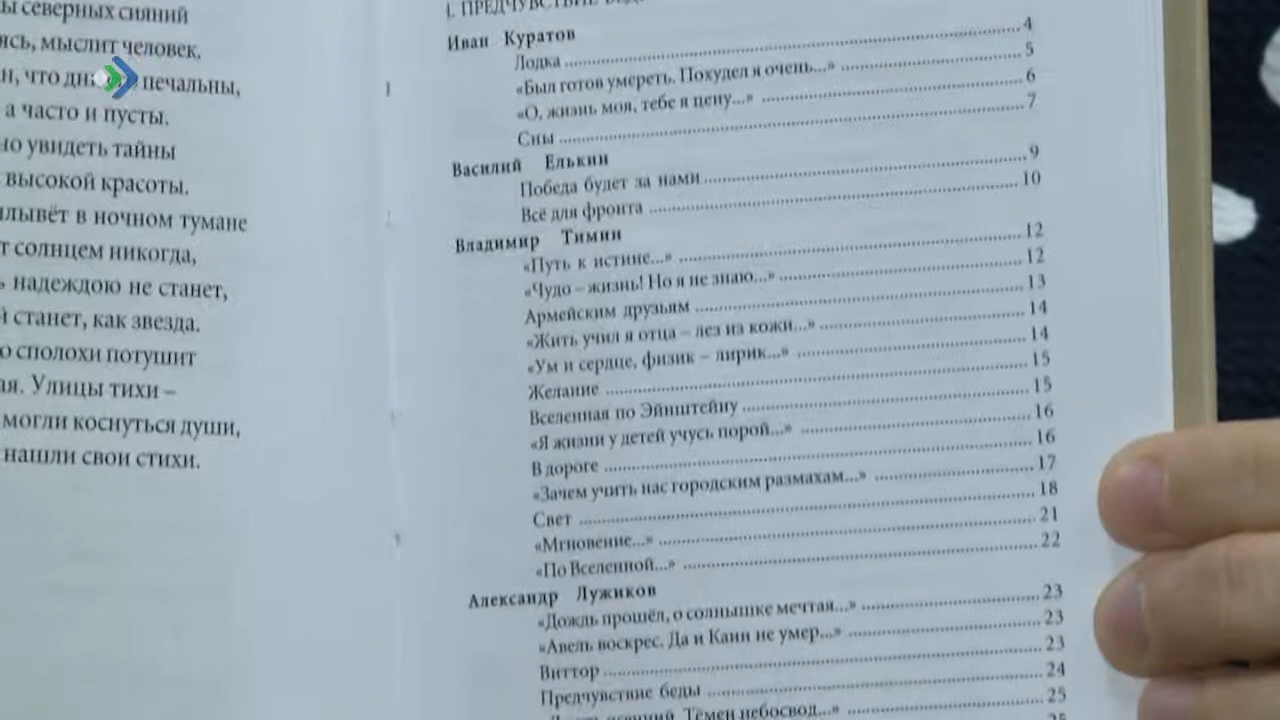 ы северных сияний
ясь, мыслит человек.
н, что дни печальны,
а часто и пусты.
но увидеть тайны
высокой красоты.
плывёт в ночном тумане
т солнцем никогда,
ь надеждою не станет,
й станет, как звезда.
о сполохи потушит
ая. Улицы тихи –
могли коснуться души,
нашли свои стихи.
I. ПРЕДЧУВСТВИЕ
Иван Куратов
Лодка 4
«Был готов умереть. Похудел я очень...» 5
«О, жизнь моя, тебе я цену...» 6
Сны 7
Василий Елькин
Победа будет за нами 9
Всё для фронта 10
Владимир Тимин
«Путь к истине...» 12
«Чудо – жизнь! Но я не знаю...» 12
Армейским друзьям 13
«Жить учил я отца – лез из кожи...» 14
«Ум и сердце, физик – лирик...» 14
Желание 15
Вселенная по Эйнштейну 15
«Я жизни у детей учусь порой...» 16
В дороге 16
«Зачем учить нас городским размахам...» 17
Свет 18
«Мгновение...» 21
«По Вселенной...» 22
Александр Лужиков
«Дождь прошёл, о солнышке мечтая...» 23
«Авель воскрес. Да и Каин не умер...» 23
Виттор 23
Предчувствие беды 24
осенний. Тёмен небосвод...» 25